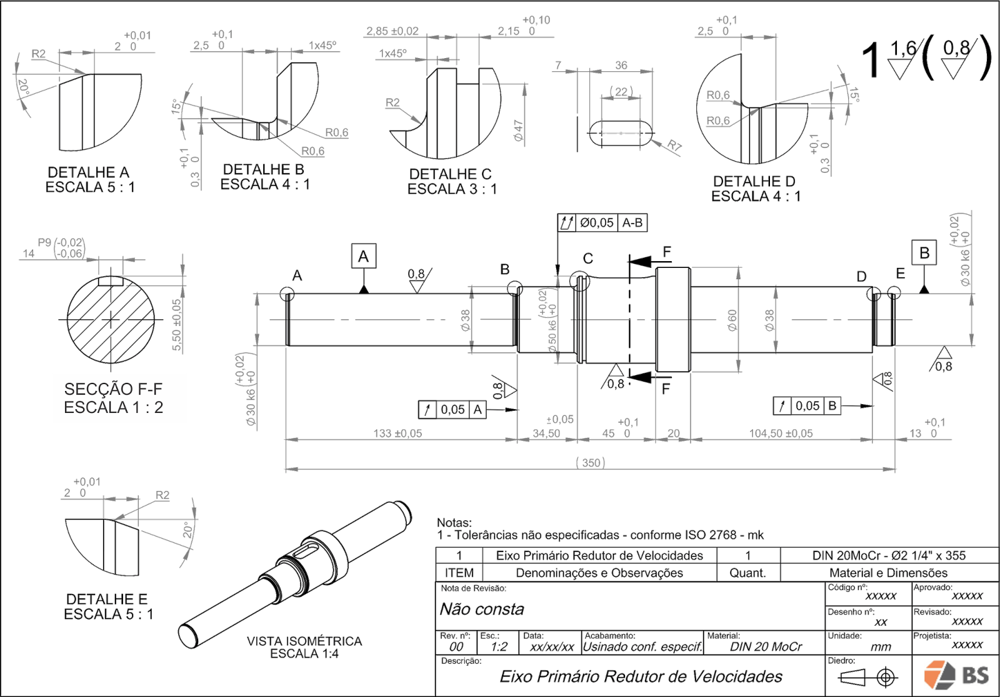 R2
2 +0,01 0
20°
DETALHE A
ESCALA 5 : 1
2,5 +0,1 0
1x45º
15°
0,3 +0,1 0
R0,6
R0,6
DETALHE B
ESCALA 4 : 1
2,85 ±0,02
2,15 +0,10 0
1x45º
R2
Ø47
DETALHE C
ESCALA 3 : 1
7
36
(22)
R7
2,5 +0,1 0
R0,6
R0,6
15°
0,3 +0,1 0
DETALHE D
ESCALA 4 : 1
1 1,6 ( 0,8 )
14 P9 (-0,02) (-0,06)
5,50 ±0,05
SECÇÃO F-F
ESCALA 1 : 2
Ø0,05 A-B
A
A
0,8
B
C
F
F
D
E
B
Ø30 k6 (+0,02) (+0)
Ø38
Ø50 k6 (+0,02) (+0)
Ø60
Ø38
Ø30 k6 (+0,02) (+0)
0,8
0,8
0,8
0,8
0,05 A
0,05 B
133 ±0,05
34,50 ±0,05
45 +0,1 0
20
104,50 ±0,05
13 +0,1 0
(350)
2 +0,01 0
R2
20°
DETALHE E
ESCALA 5 : 1
VISTA ISOMÉTRICA
ESCALA 1:4
Notas:
1 - Tolerâncias não especificadas - conforme ISO 2768 - mk
1 Eixo Primário Redutor de Velocidades 1 DIN 20MoCr - Ø2 1/4" x 355
ITEM Denominações e Observações Quant. Material e Dimensões
Nota de Revisão:
Não consta
Código nº: xxxxx
Aprovado: xxxxx
Desenho nº: xx
Revisado: xxxxx
Rev. nº: 00
Esc.: 1:2
Data: xx/xx/xx
Acabamento: Usinado conf. especif.
Material: DIN 20 MoCr
Unidade: mm
Projetista: xxxxx
Descrição:
Eixo Primário Redutor de Velocidades
Diedro:
BS